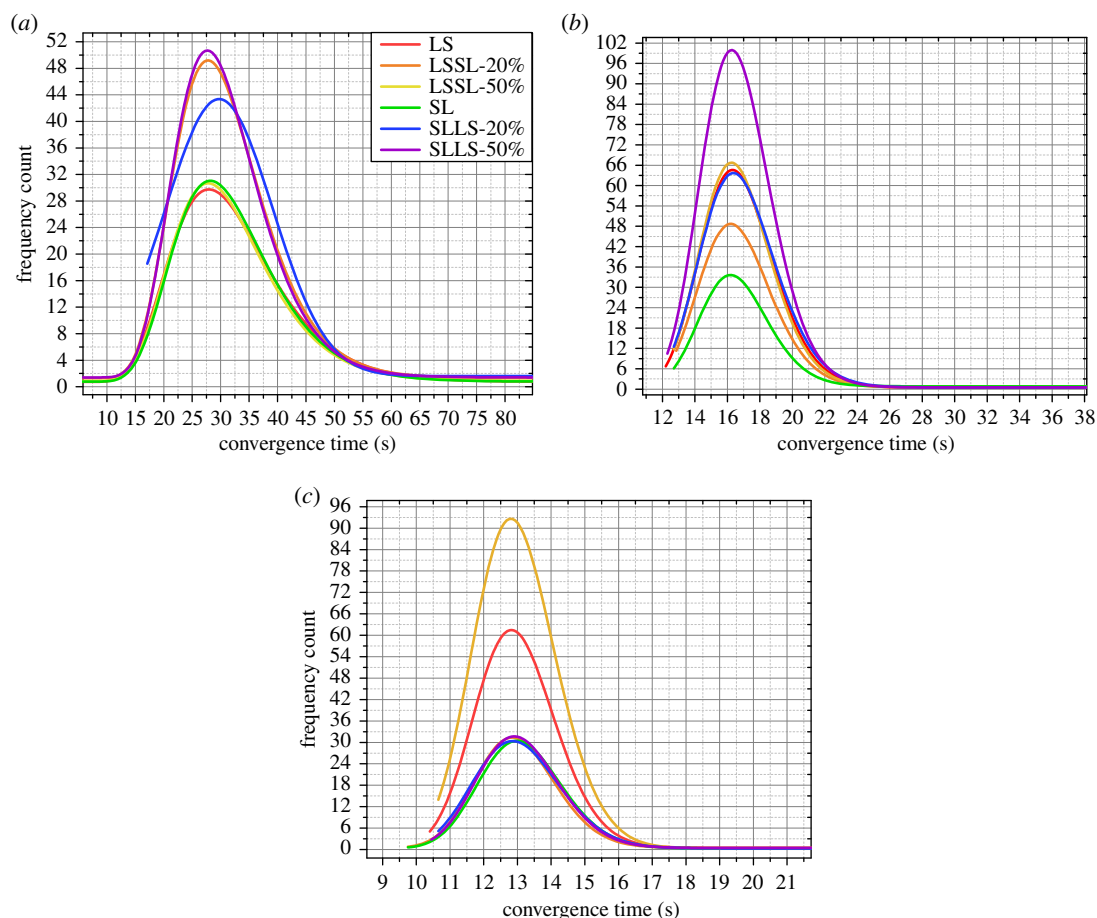 (a)
52
48
44
40
36
32
28
24
20
16
12
8
4
0
frequency count
LS
LSSL-20%
LSSL-50%
SL
SLLS-20%
SLLS-50%
10 15 20 25 30 35 40 45 50 55 60 65 70 75 80
convergence time (s)
(b)
102
96
90
84
78
72
66
60
54
48
42
36
30
24
18
12
6
0
12 14 16 18 20 22 24 26 28 30 32 34 36 38
convergence time (s)
(c)
96
90
84
78
72
66
60
54
48
42
36
30
24
18
12
6
0
frequency count
9 10 11 12 13 14 15 16 17 18 19 20 21
convergence time (s)